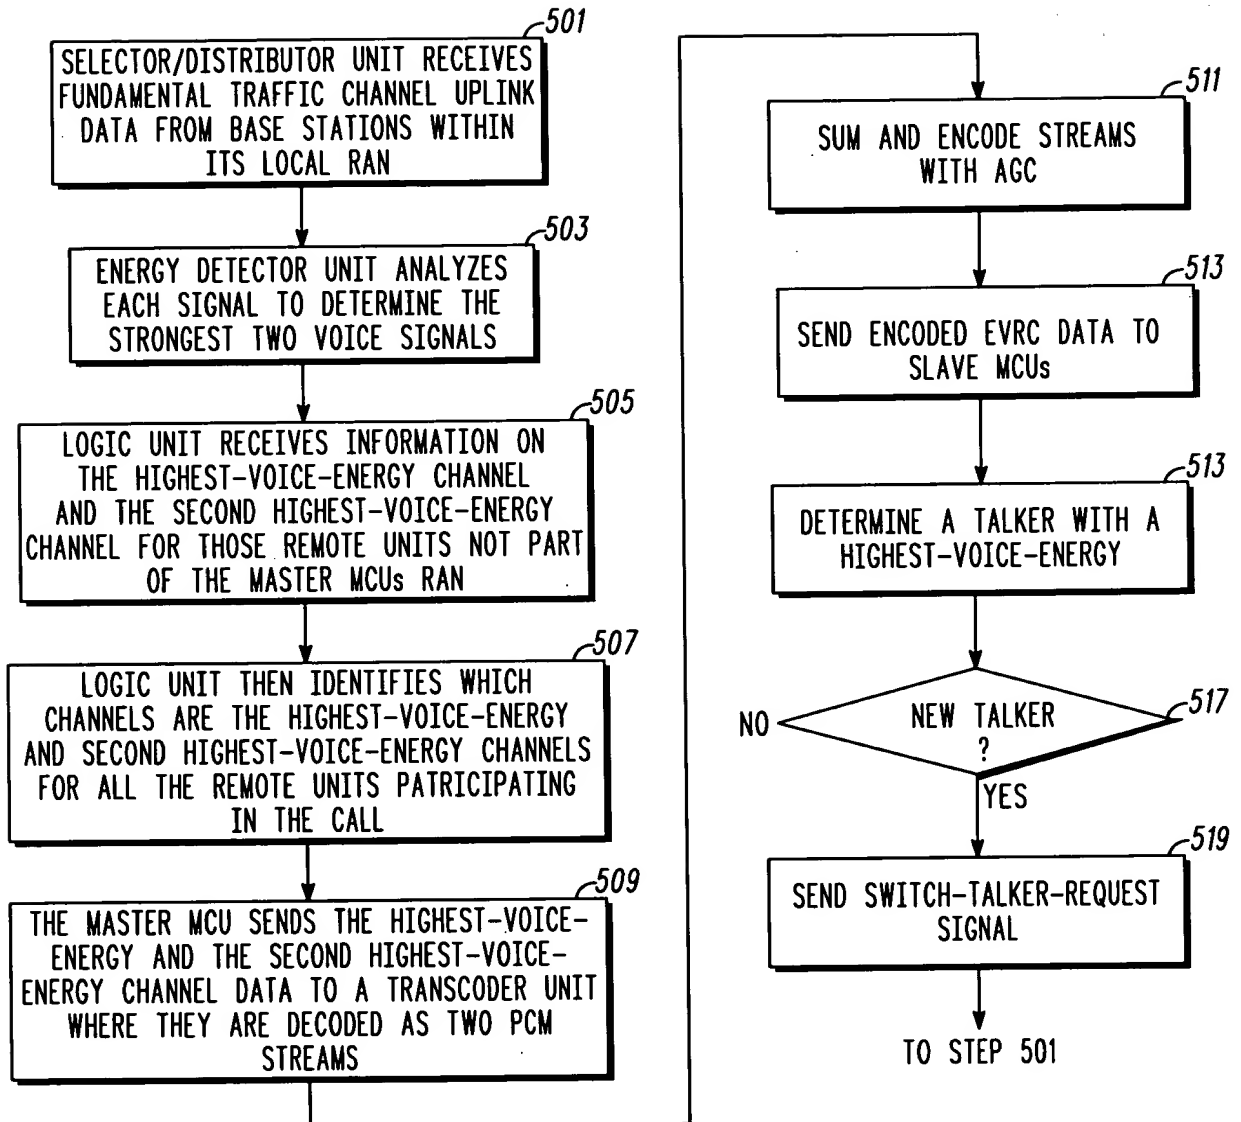 501
SELECTOR/DISTRIBUTOR UNIT RECEIVES
FUNDAMENTAL TRAFFIC CHANNEL UPLINK
DATA FROM BASE STATIONS WITHIN
ITS LOCAL RAN
503
ENERGY DETECTOR UNIT ANALYZES
EACH SIGNAL TO DETERMINE THE
STRONGEST TWO VOICE SIGNALS
505
LOGIC UNIT RECEIVES INFORMATION ON
THE HIGHEST-VOICE-ENERGY CHANNEL
AND THE SECOND HIGHEST-VOICE-ENERGY
CHANNEL FOR THOSE REMOTE UNITS NOT PART
OF THE MASTER MCUs RAN
507
LOGIC UNIT THEN IDENTIFIES WHICH
CHANNELS ARE THE HIGHEST-VOICE-ENERGY
AND SECOND HIGHEST-VOICE-ENERGY CHANNELS
FOR ALL THE REMOTE UNITS PATRICIPATING
IN THE CALL
509
THE MASTER MCU SENDS THE HIGHEST-VOICE-
ENERGY AND THE SECOND HIGHEST-VOICE-
ENERGY CHANNEL DATA TO A TRANSCODER UNIT
WHERE THEY ARE DECODED AS TWO PCM
STREAMS
511
SUM AND ENCODE STREAMS
WITH AGC
513
SEND ENCODED EVRC DATA TO
SLAVE MCUs
513
DETERMINE A TALKER WITH A
HIGHEST-VOICE-ENERGY
517
NO
NEW TALKER
?
YES
519
SEND SWITCH-TALKER-REQUEST
SIGNAL
TO STEP 501